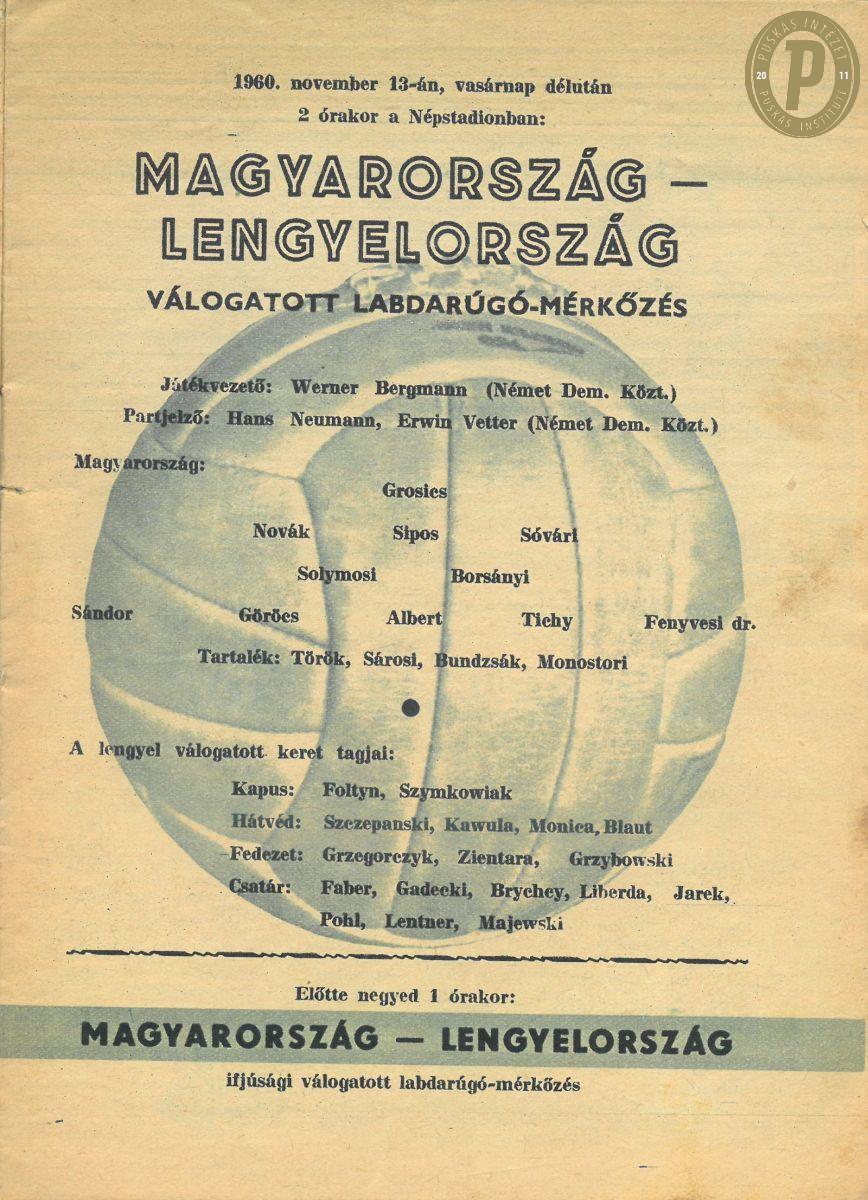 PUSKÁS INTÉZET
20 P 11
PUSKÁS INSTITUTE
1960. november 13-án, vasárnap délután
2 órakor a Népstadionban:
MAGYARORSZÁG —
LENGYELORSZÁG
VÁLOGATOTT LABDARÚGÓ-MÉRKŐZÉS
Játékvezető: Werner Bergmann (Német Dem. Közt.)
Partjelző: Hans Neumann, Erwin Vetter (Német Dem. Közt.)
Magyarország:
Grosics
Novák Sipos Sóvári
Solymosi Borsányi
Sándor Göröcs Albert Tichy Fenyvesi dr.
Tartalék: Török, Sárosi, Bundzsák, Monostori
A lengyel válogatott keret tagjai:
Kapus: Foltyn, Szymkowiak
Hátvéd: Szczepanski, Kawula, Monica, Blaut
Fedezet: Grzegorczyk, Zientara, Grzybowski
Csatár: Faber, Gadecki, Brychcy, Liberda, Jarek,
Pohl, Lentner, Majewski
Előtte negyed 1 órakor:
MAGYARORSZÁG — LENGYELORSZÁG
ifjúsági válogatott labdarúgó-mérkőzés